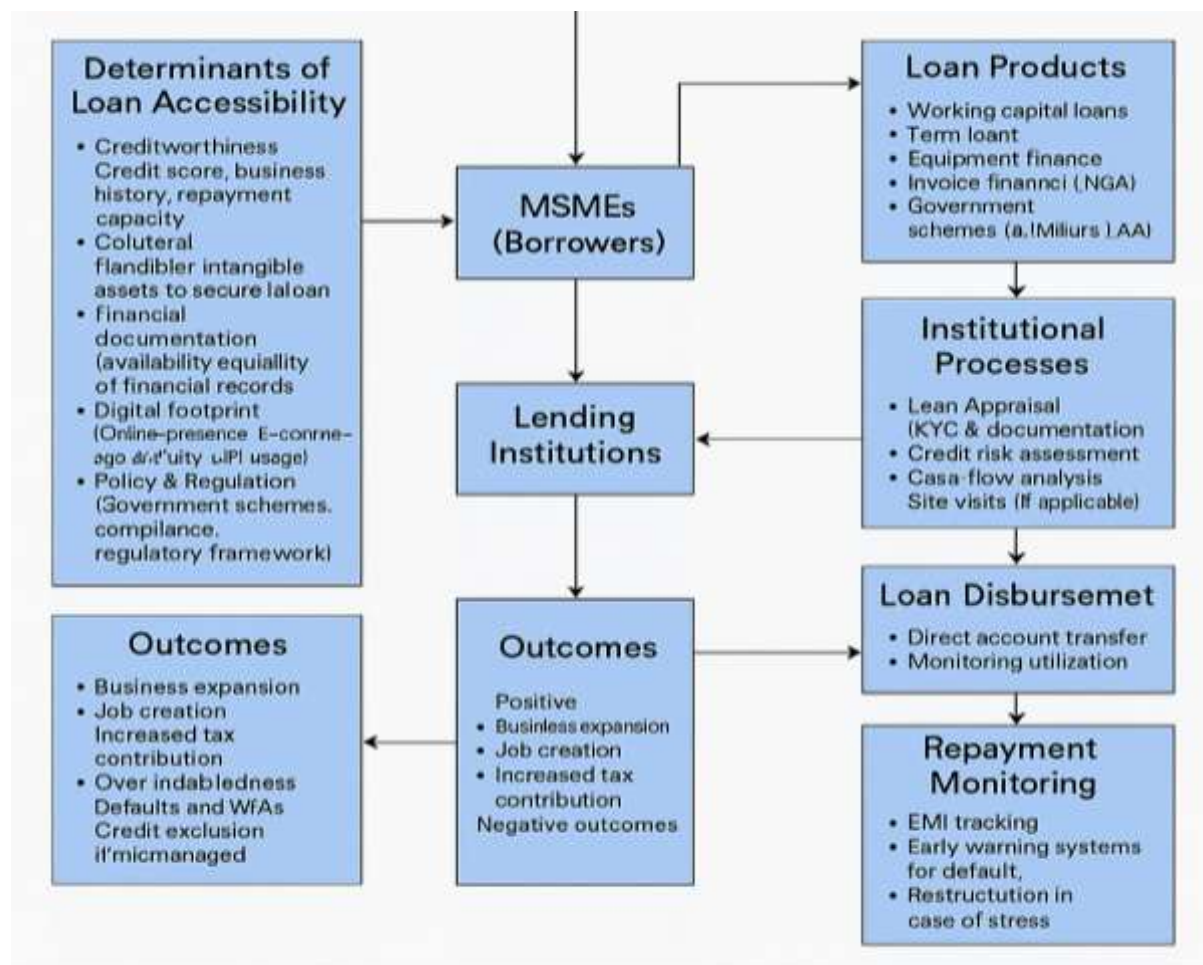 Determinants of
Loan Accessibility
• Creditworthiness
Credit score, business
history, repayment
capacity
• Coluteral
flandibler intangible
assets to secure laloan
• Financial
documentation
(availability equiallity
of financial records
• Digital footprint
(Online-presence E-conrne-
usage)
• Policy & Regulation
(Government schemes.
compilance.
regulatory framework)
MSMEs
(Borrowers)
Loan Products
• Working capital loans
• Term loant
• Equipment finance
• Invoice financci (.NGA)
• Government
schemes
Institutional
Processes
• Lean Appraisal
(KYC & documentation
• Credit risk assessment
• Casa-flow analysis
Site visits (If applicable)
Lending
Institutions
Loan Disbursemet
• Direct account transfer
• Monitoring utilization
Outcomes
• Business expansion
• Job creation
Increased tax
contribution
• Over indabledness
Defaults and WfAs
Credit exclusion
if'micmanaged
Outcomes
Positive
• Businless expansion
• Job creation
• Increased tax
contribution
Negative outcomes
Repayment
Monitoring
• EMI tracking
• Early warning systems
for default,
• Restructution in
case of stress